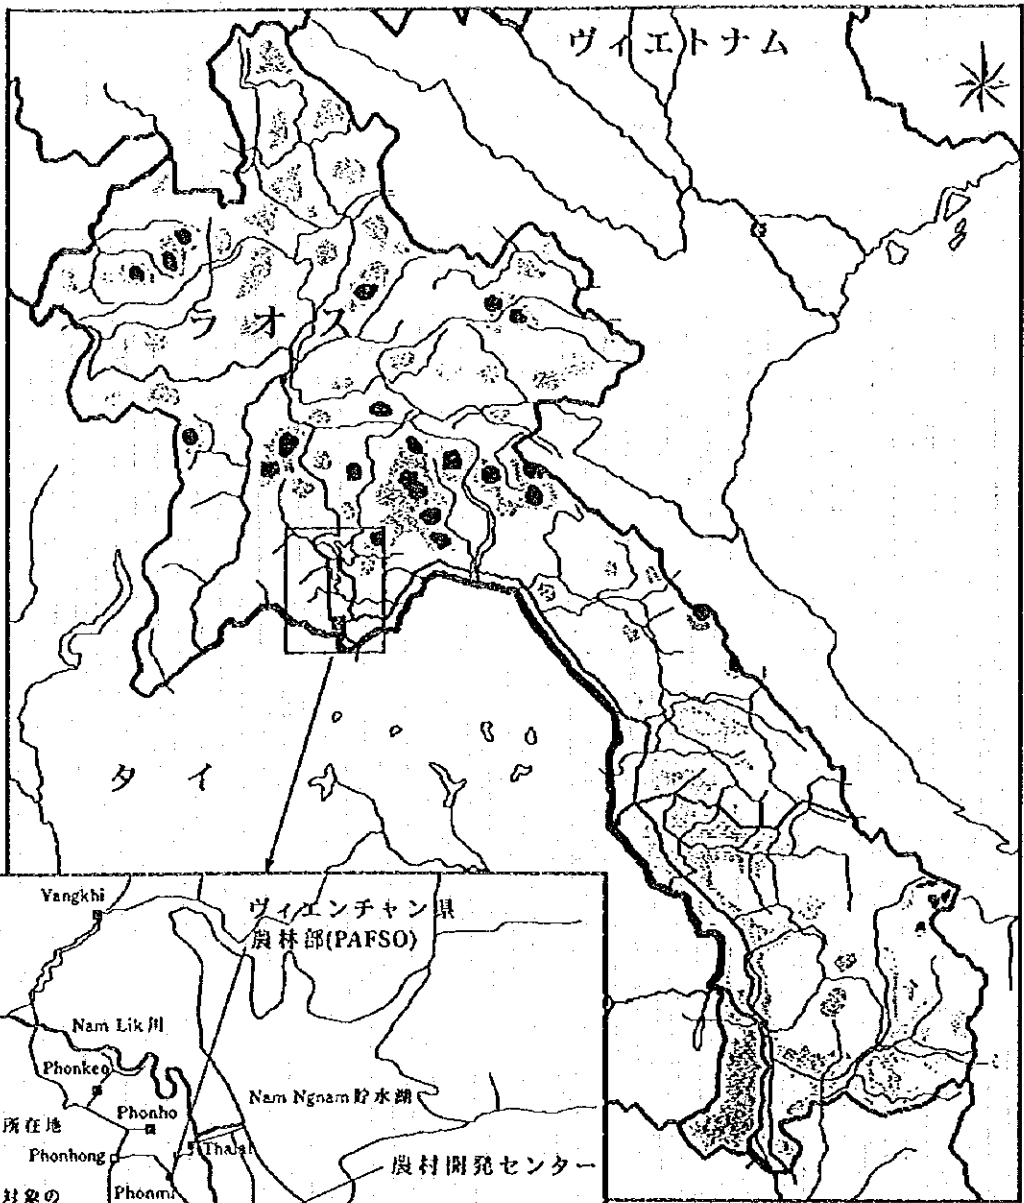 ヴィエトナム
ラオス
タイ
Vangkhi
ヴィエンチャン県
農林部(PAFSO)
Nam Lik川
Phonkeo
Nam Ngnam貯水湖
Phonho
所在地
Thalat
Phonhong
農村開発センター
対象の
Phonmi